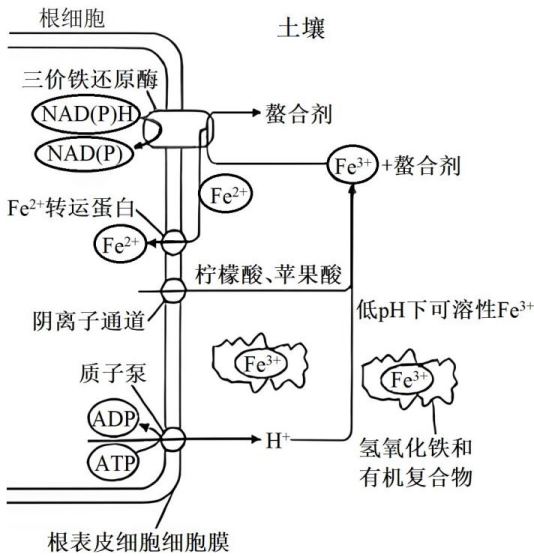 根细胞
土壤
三价铁还原酶
NAD(P)H
螯合剂
NAD(P)
Fe³⁺
+螯合剂
Fe²⁺
Fe²⁺转运蛋白
Fe²⁺
柠檬酸、苹果酸
阴离子通道
低pH下可溶性Fe³⁺
质子泵
Fe³⁺
Fe³⁺
ADP
H⁺
ATP
氢氧化铁和
有机复合物
根表皮细胞细胞膜